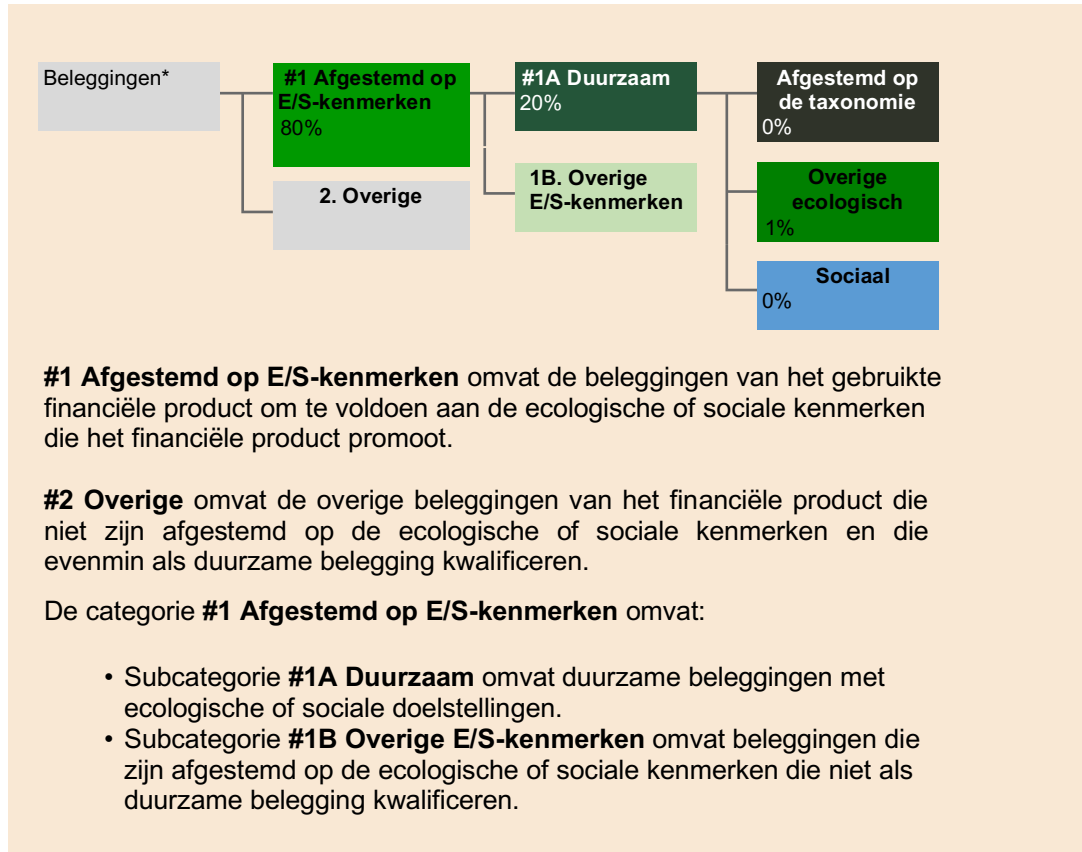 Beleggingen*
#1 Afgestemd op
E/S-kenmerken
80%
2. Overige
#1A Duurzaam
20%
1B. Overige
E/S-kenmerken
Afgestemd op
de taxonomie
0%
Overige
ecologisch
1%
Sociaal
0%
#1 Afgestemd op E/S-kenmerken omvat de beleggingen van het gebruikte
financiële product om te voldoen aan de ecologische of sociale kenmerken
die het financiële product promoot.
#2 Overige omvat de overige beleggingen van het financiële product die
niet zijn afgestemd op de ecologische of sociale kenmerken en die
evenmin als duurzame belegging kwalificeren.
De categorie #1 Afgestemd op E/S-kenmerken omvat:
• Subcategorie #1A Duurzaam omvat duurzame beleggingen met
ecologische of sociale doelstellingen.
• Subcategorie #1B Overige E/S-kenmerken omvat beleggingen die
zijn afgestemd op de ecologische of sociale kenmerken die niet als
duurzame belegging kwalificeren.